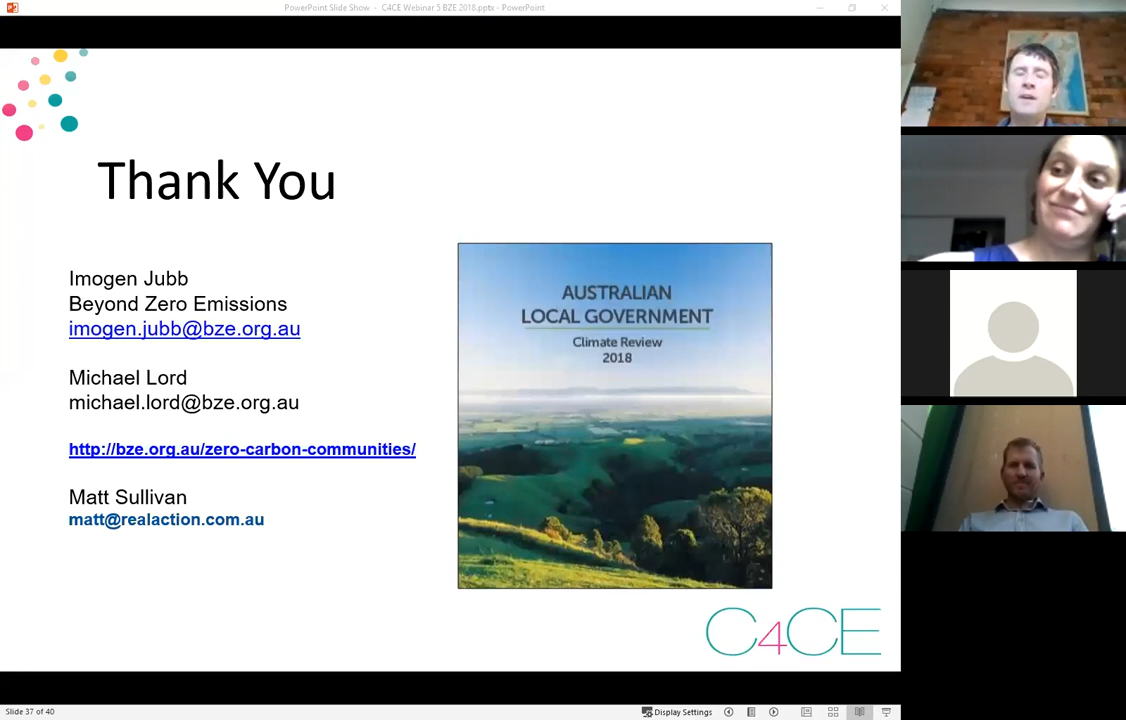 PowerPoint Slide Show - C4CE Webinar 5 BZE 2018.pptx - PowerPoint
Thank You
Imogen Jubb
Beyond Zero Emissions
imogen.jubb@bze.org.au
Michael Lord
michael.lord@bze.org.au
http://bze.org.au/zero-carbon-communities/
Matt Sullivan
matt@realaction.com.au
AUSTRALIAN
LOCAL GOVERNMENT
Climate Review
2018
C4CE
Slide 37 of 40
Display Settings